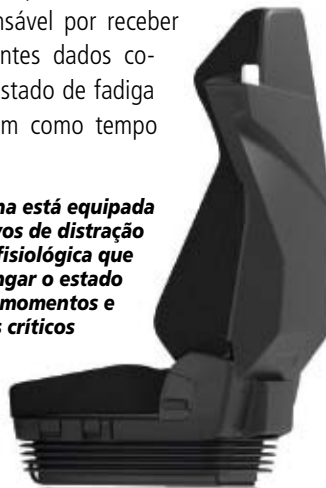 nsável por receber
ntes dados co-
stado de fadiga
m como tempo
na está equipada
vos de distração
fisiológica que
ngar o estado
momentos e
s críticos